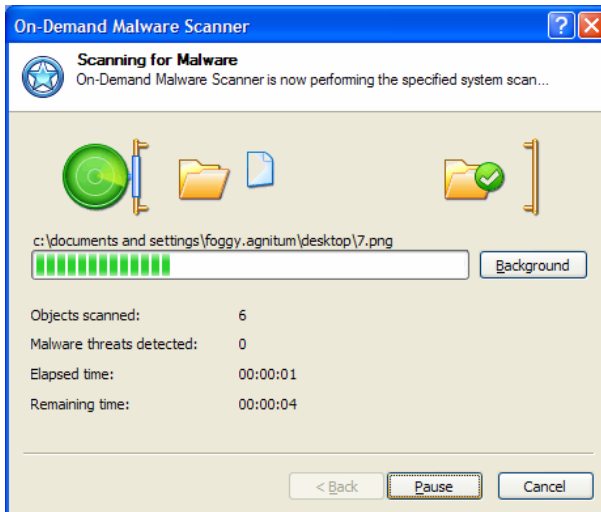 On-Demand Malware Scanner
Scanning for Malware
On-Demand Malware Scanner is now performing the specified system scan...
c:\documents and settings\foggy.agnitum\desktop\7.png
Background
Objects scanned: 6
Malware threats detected: 0
Elapsed time: 00:00:01
Remaining time: 00:00:04
< Back Pause Cancel